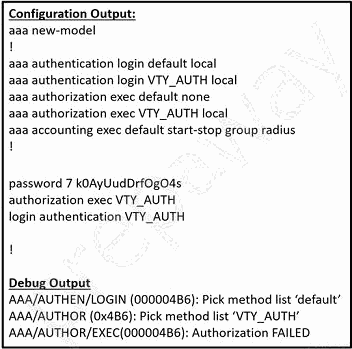 Configuration Output:
aaa new-model
!
aaa authentication login default local
aaa authentication login VTY_AUTH local
aaa authorization exec default none
aaa authorization exec VTY_AUTH local
aaa accounting exec default start-stop group radius
!
password 7 k0AyUudDrfOgO4s
authorization exec VTY_AUTH
login authentication VTY_AUTH
!
Debug Output
AAA/AUTHEN/LOGIN (000004B6): Pick method list ‘default’
AAA/AUTHOR (0x4B6): Pick method list ‘VTY_AUTH’
AAA/AUTHOR/EXEC(000004B6): Authorization FAILED